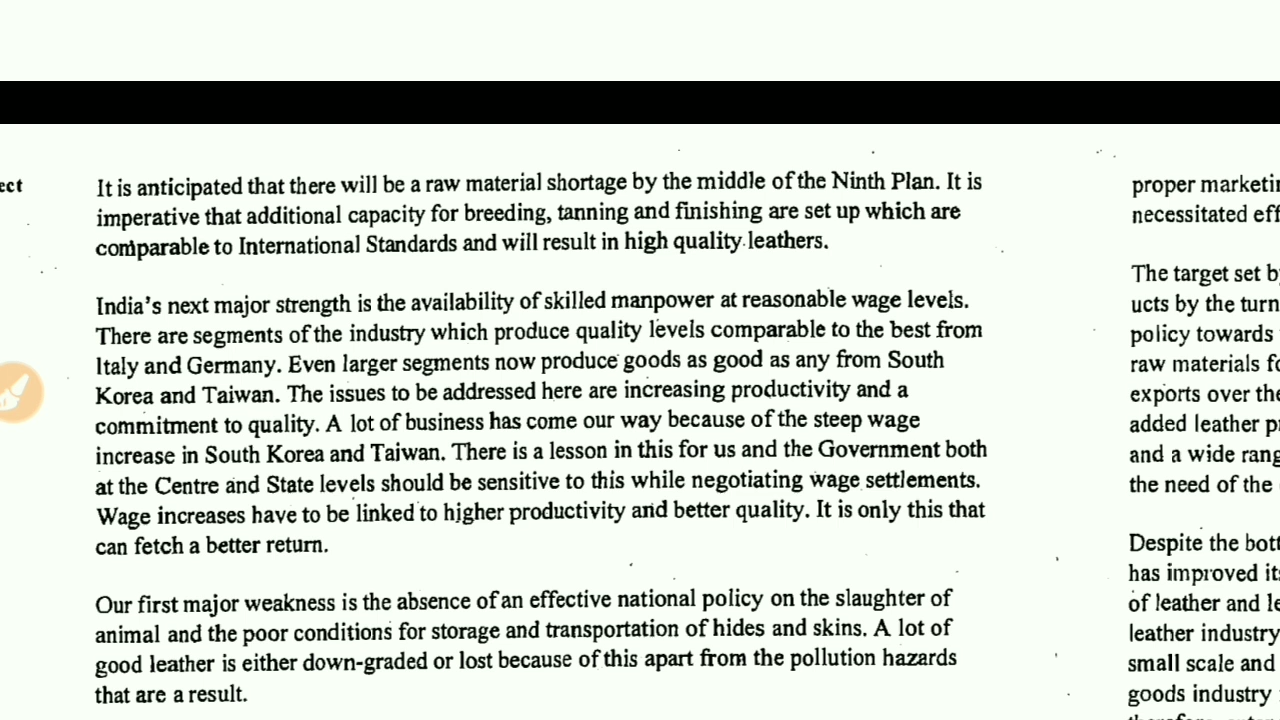 ect
It is anticipated that there will be a raw material shortage by the middle of the Ninth Plan. It is
imperative that additional capacity for breeding, tanning and finishing are set up which are
comparable to International Standards and will result in high quality leathers.
India's next major strength is the availability of skilled manpower at reasonable wage levels.
There are segments of the industry which produce quality levels comparable to the best from
Italy and Germany. Even larger segments now produce goods as good as any from South
Korea and Taiwan. The issues to be addressed here are increasing productivity and a
commitment to quality. A lot of business has come our way because of the steep wage
increase in South Korea and Taiwan. There is a lesson in this for us and the Government both
at the Centre and State levels should be sensitive to this while negotiating wage settlements.
Wage increases have to be linked to higher productivity and better quality. It is only this that
can fetch a better return.
Our first major weakness is the absence of an effective national policy on the slaughter of
animal and the poor conditions for storage and transportation of hides and skins. A lot of
good leather is either down-graded or lost because of this apart from the pollution hazards
that are a result.
proper marketi
necessitated eff
The target set b
ucts by the turn
policy towards
raw materials fo
exports over the
added leather p
and a wide rang
the need of the
Despite the bott
has improved it
of leather and le
leather industry
small scale and
goods industry